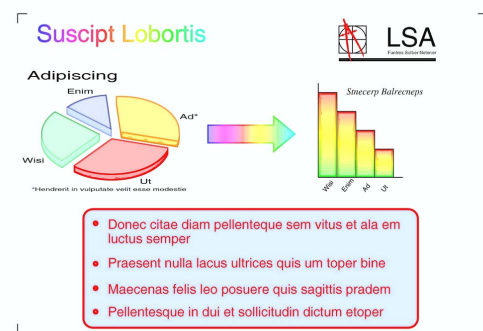 Suscipt Lobortis
LSA
Adipiscing
Enim
Ad*
Wisi
Ut
*Hendrerit in vulputate velit esse modestie
Smecerp Balrecneps
Wisi
Enim
Ad
Ut
Donec citae diam pellenteque sem vitus et ala em
luctus semper
Praesent nulla lacus ultrices quis um toper bine
Maecenas felis leo posuere quis sagittis pradem
Pellentesque in dui et sollicitudin dictum etoper